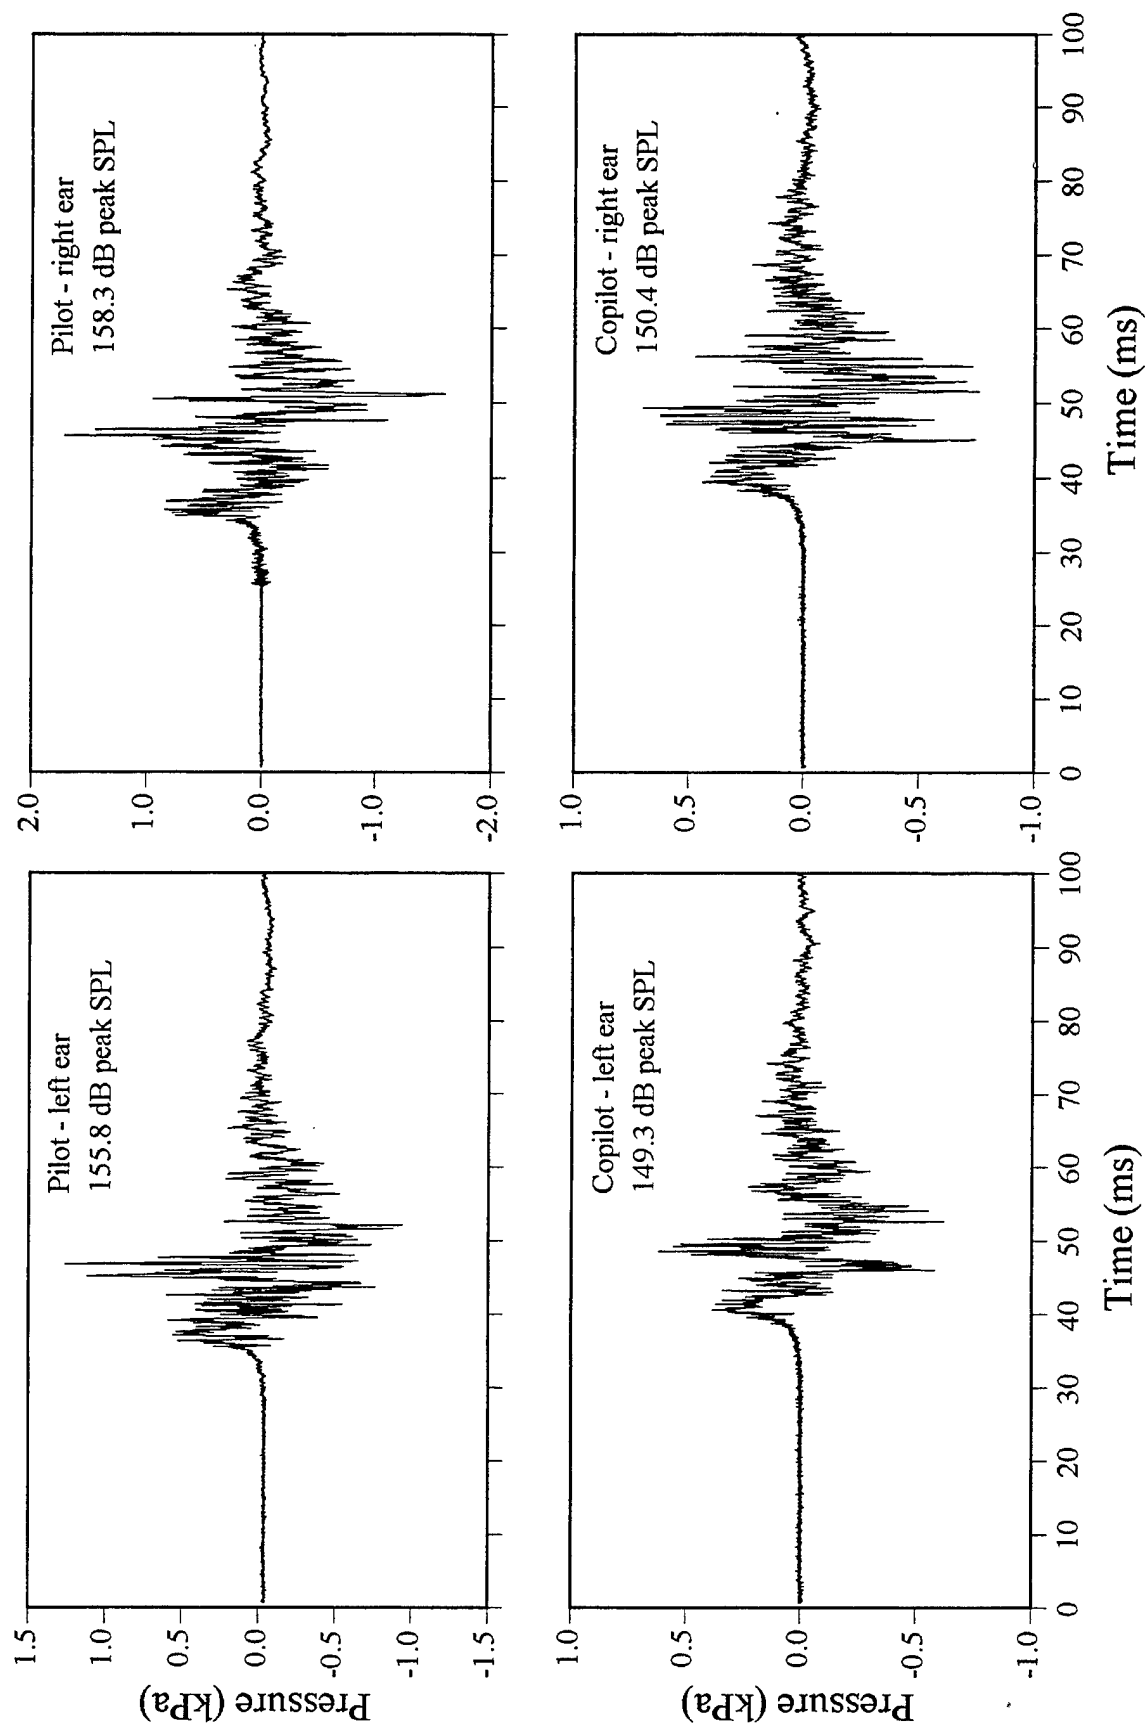 Pressure (kPa)
1.5
1.0
0.5
0.0
-0.5
-1.0
-1.5
Pilot - left ear
155.8 dB peak SPL
2.0
1.0
0.0
-1.0
-2.0
Pilot - right ear
158.3 dB peak SPL
Pressure (kPa)
1.0
0.5
0.0
-0.5
-1.0
Copilot - left ear
149.3 dB peak SPL
0 10 20 30 40 50 60 70 80 90 100
Time (ms)
1.0
0.5
0.0
-0.5
-1.0
Copilot - right ear
150.4 dB peak SPL
0 10 20 30 40 50 60 70 80 90 100
Time (ms)